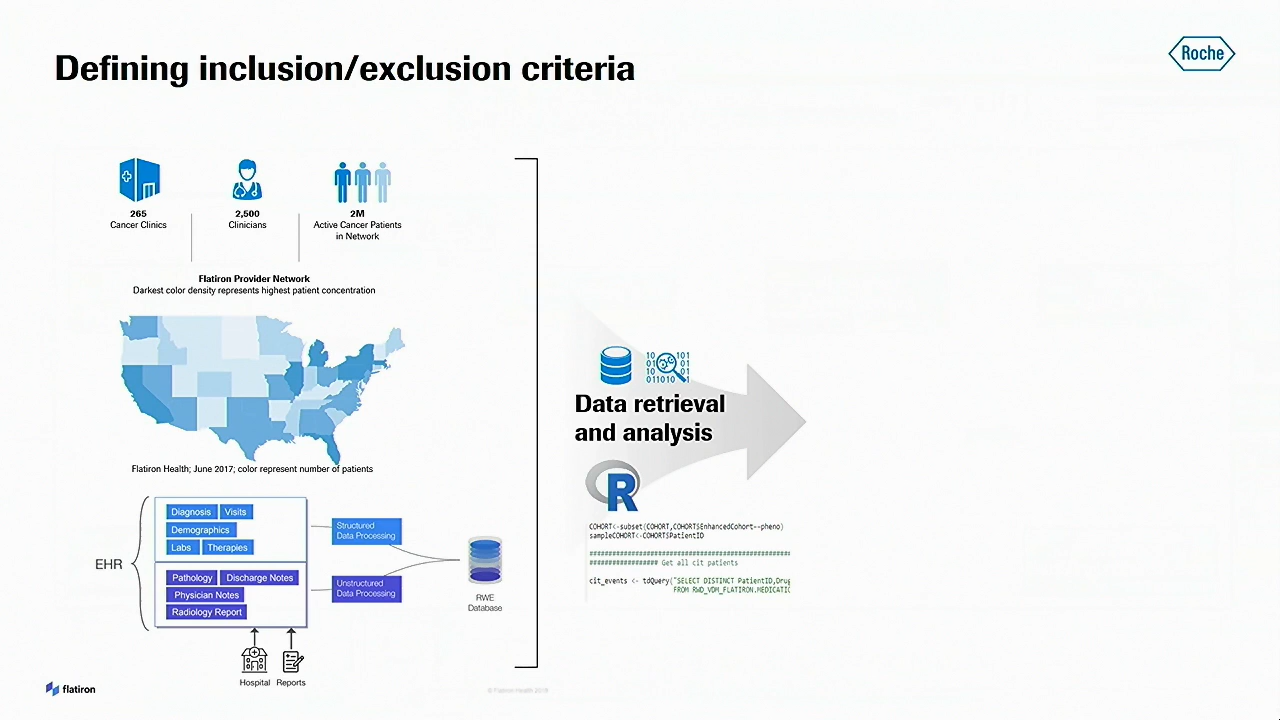 Defining inclusion/exclusion criteria
Roche
265
Cancer Clinics
2,500
Clinicians
2M
Active Cancer Patients
in Network
Flatiron Provider Network
Darkest color density represents highest patient concentration
Flatiron Health; June 2017; color represent number of patients
EHR
Diagnosis
Visits
Demographics
Labs
Therapies
Pathology
Discharge Notes
Physician Notes
Radiology Report
Structured
Data Processing
Unstructured
Data Processing
RWE
Database
Hospital
Reports
flatiron
© Flatiron Health 2018
Data retrieval
and analysis
R
COHORT<-subset(COHORT,COHORT$EnhancedCohort==pheno)
sampleCOHORT<-COHORT$PatientID
################## Get all cit patients
cit_events <- tdQuery("SELECT DISTINCT PatientID,Drug
FROM RWD_VDM_FLATIRON.MEDICATIO